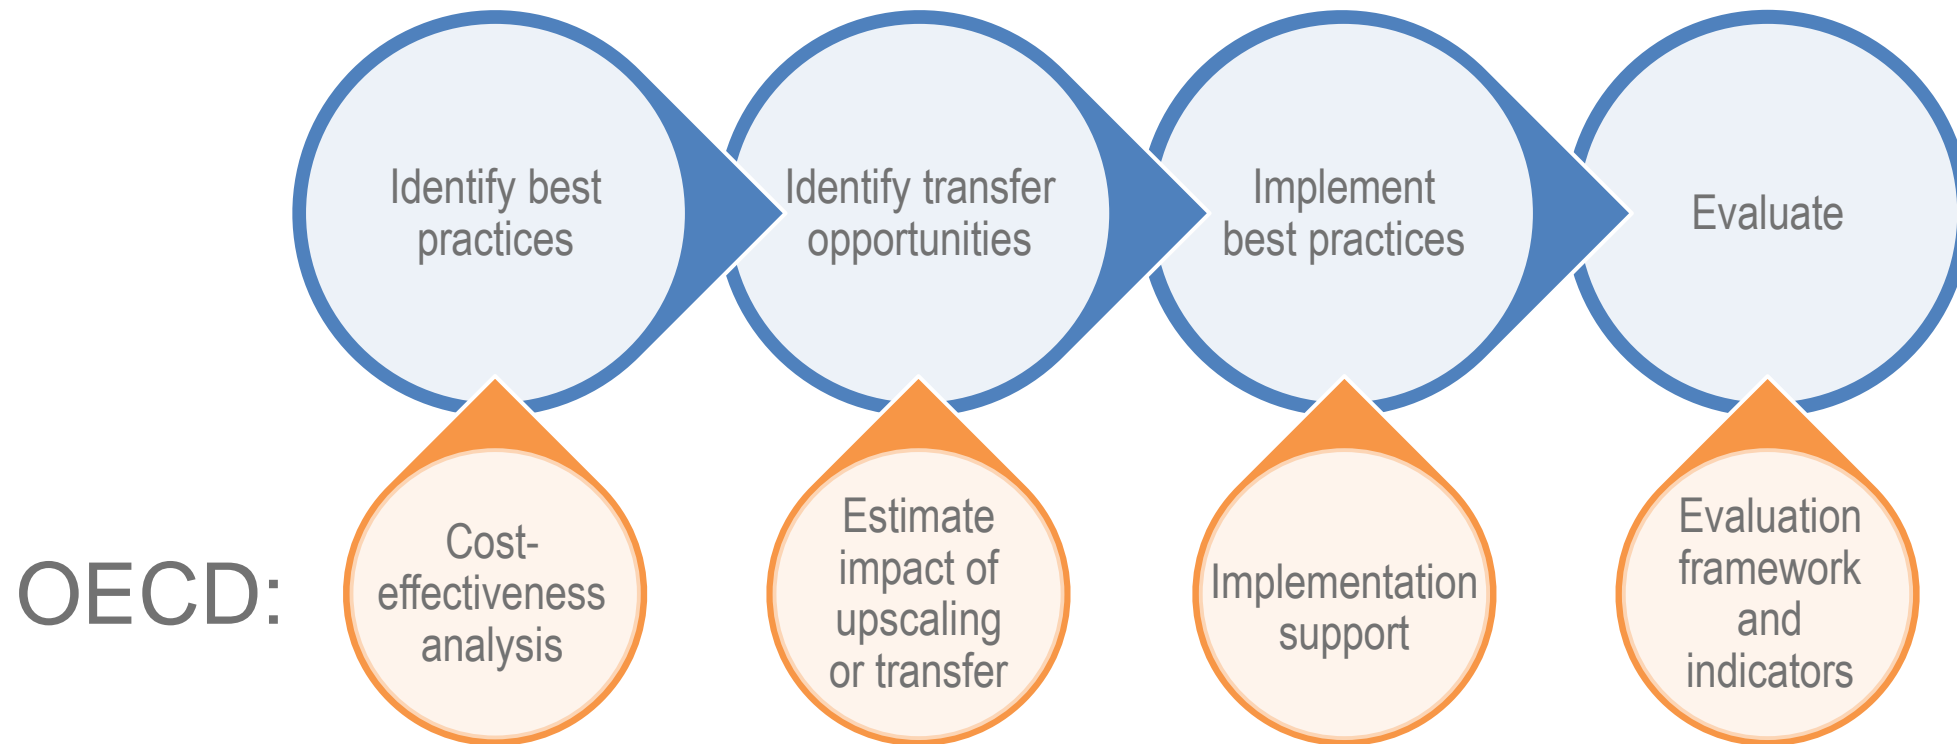 Identify best
practices
Identify transfer
opportunities
Implement
best practices
Evaluate
OECD:
Cost-
effectiveness
analysis
Estimate
impact of
upscaling
or transfer
Implementation
support
Evaluation
framework
and
indicators